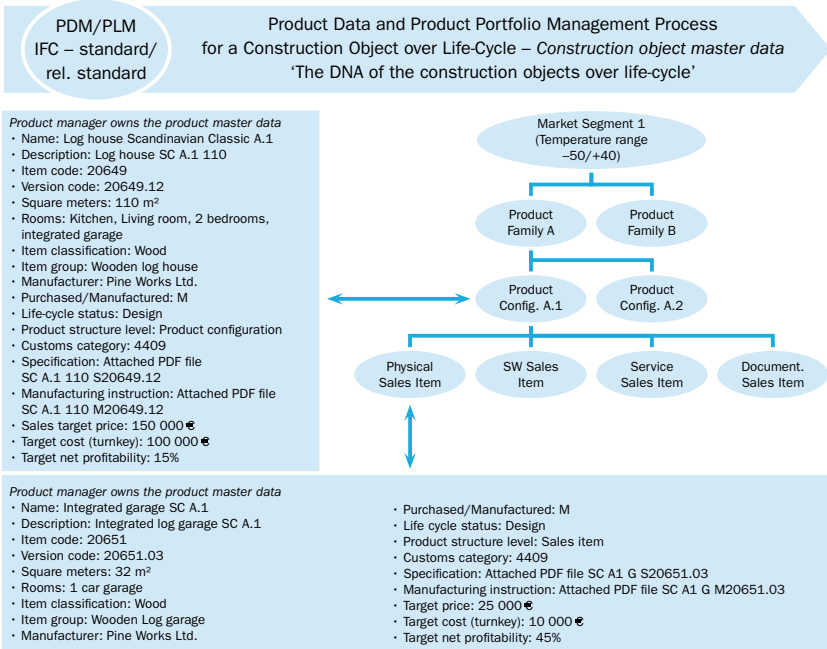 PDM/PLM
IFC – standard/
rel. standard
Product Data and Product Portfolio Management Process
for a Construction Object over Life-Cycle – Construction object master data
‘The DNA of the construction objects over life-cycle’
Product manager owns the product master data
• Name: Log house Scandinavian Classic A.1
• Description: Log house SC A.1 110
• Item code: 20649
• Version code: 20649.12
• Square meters: 110 m²
• Rooms: Kitchen, Living room, 2 bedrooms,
integrated garage
• Item classification: Wood
• Item group: Wooden log house
• Manufacturer: Pine Works Ltd.
• Purchased/Manufactured: M
• Life-cycle status: Design
• Product structure level: Product configuration
• Customs category: 4409
• Specification: Attached PDF file
SC A.1 110 S20649.12
• Manufacturing instruction: Attached PDF file
SC A.1 110 M20649.12
• Sales target price: 150 000 €
• Target cost (turnkey): 100 000 €
• Target net profitability: 15%
Market Segment 1
(Temperature range
–50/+40)
Product
Family A
Product
Family B
Product
Config. A.1
Product
Config. A.2
Physical
Sales Item
SW Sales
Item
Service
Sales Item
Document.
Sales Item
Product manager owns the product master data
• Name: Integrated garage SC A.1
• Description: Integrated log garage SC A.1
• Item code: 20651
• Version code: 20651.03
• Square meters: 32 m²
• Rooms: 1 car garage
• Item classification: Wood
• Item group: Wooden Log garage
• Manufacturer: Pine Works Ltd.
• Purchased/Manufactured: M
• Life cycle status: Design
• Product structure level: Sales item
• Customs category: 4409
• Specification: Attached PDF file SC A1 G S20651.03
• Manufacturing instruction: Attached PDF file SC A1 G M20651.03
• Target price: 25 000 €
• Target cost (turnkey): 10 000 €
• Target net profitability: 45%